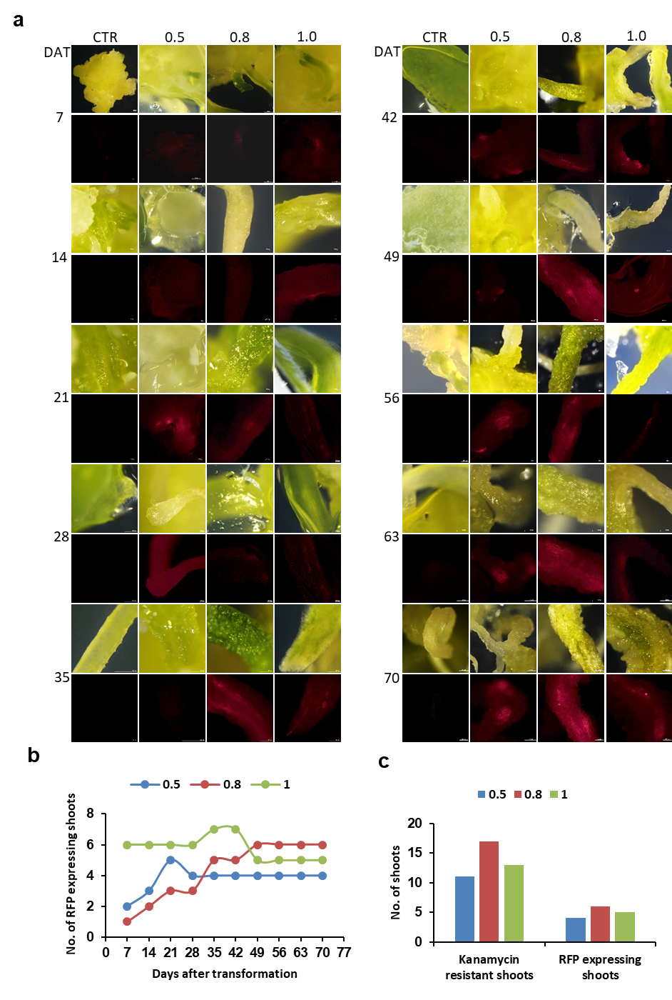 a
CTR 0.5 0.8 1.0
DAT
7
14
21
28
35
CTR 0.5 0.8 1.0
DAT
42
49
56
63
70
b
0.5 0.8 1
No. of RFP expressing shoots
8
6
4
2
0
0 7 14 21 28 35 42 49 56 63 70 77
Days after transformation
c
0.5 0.8 1
No. of shoots
20
15
10
5
0
Kanamycin
resistant shoots
RFP expressing
shoots